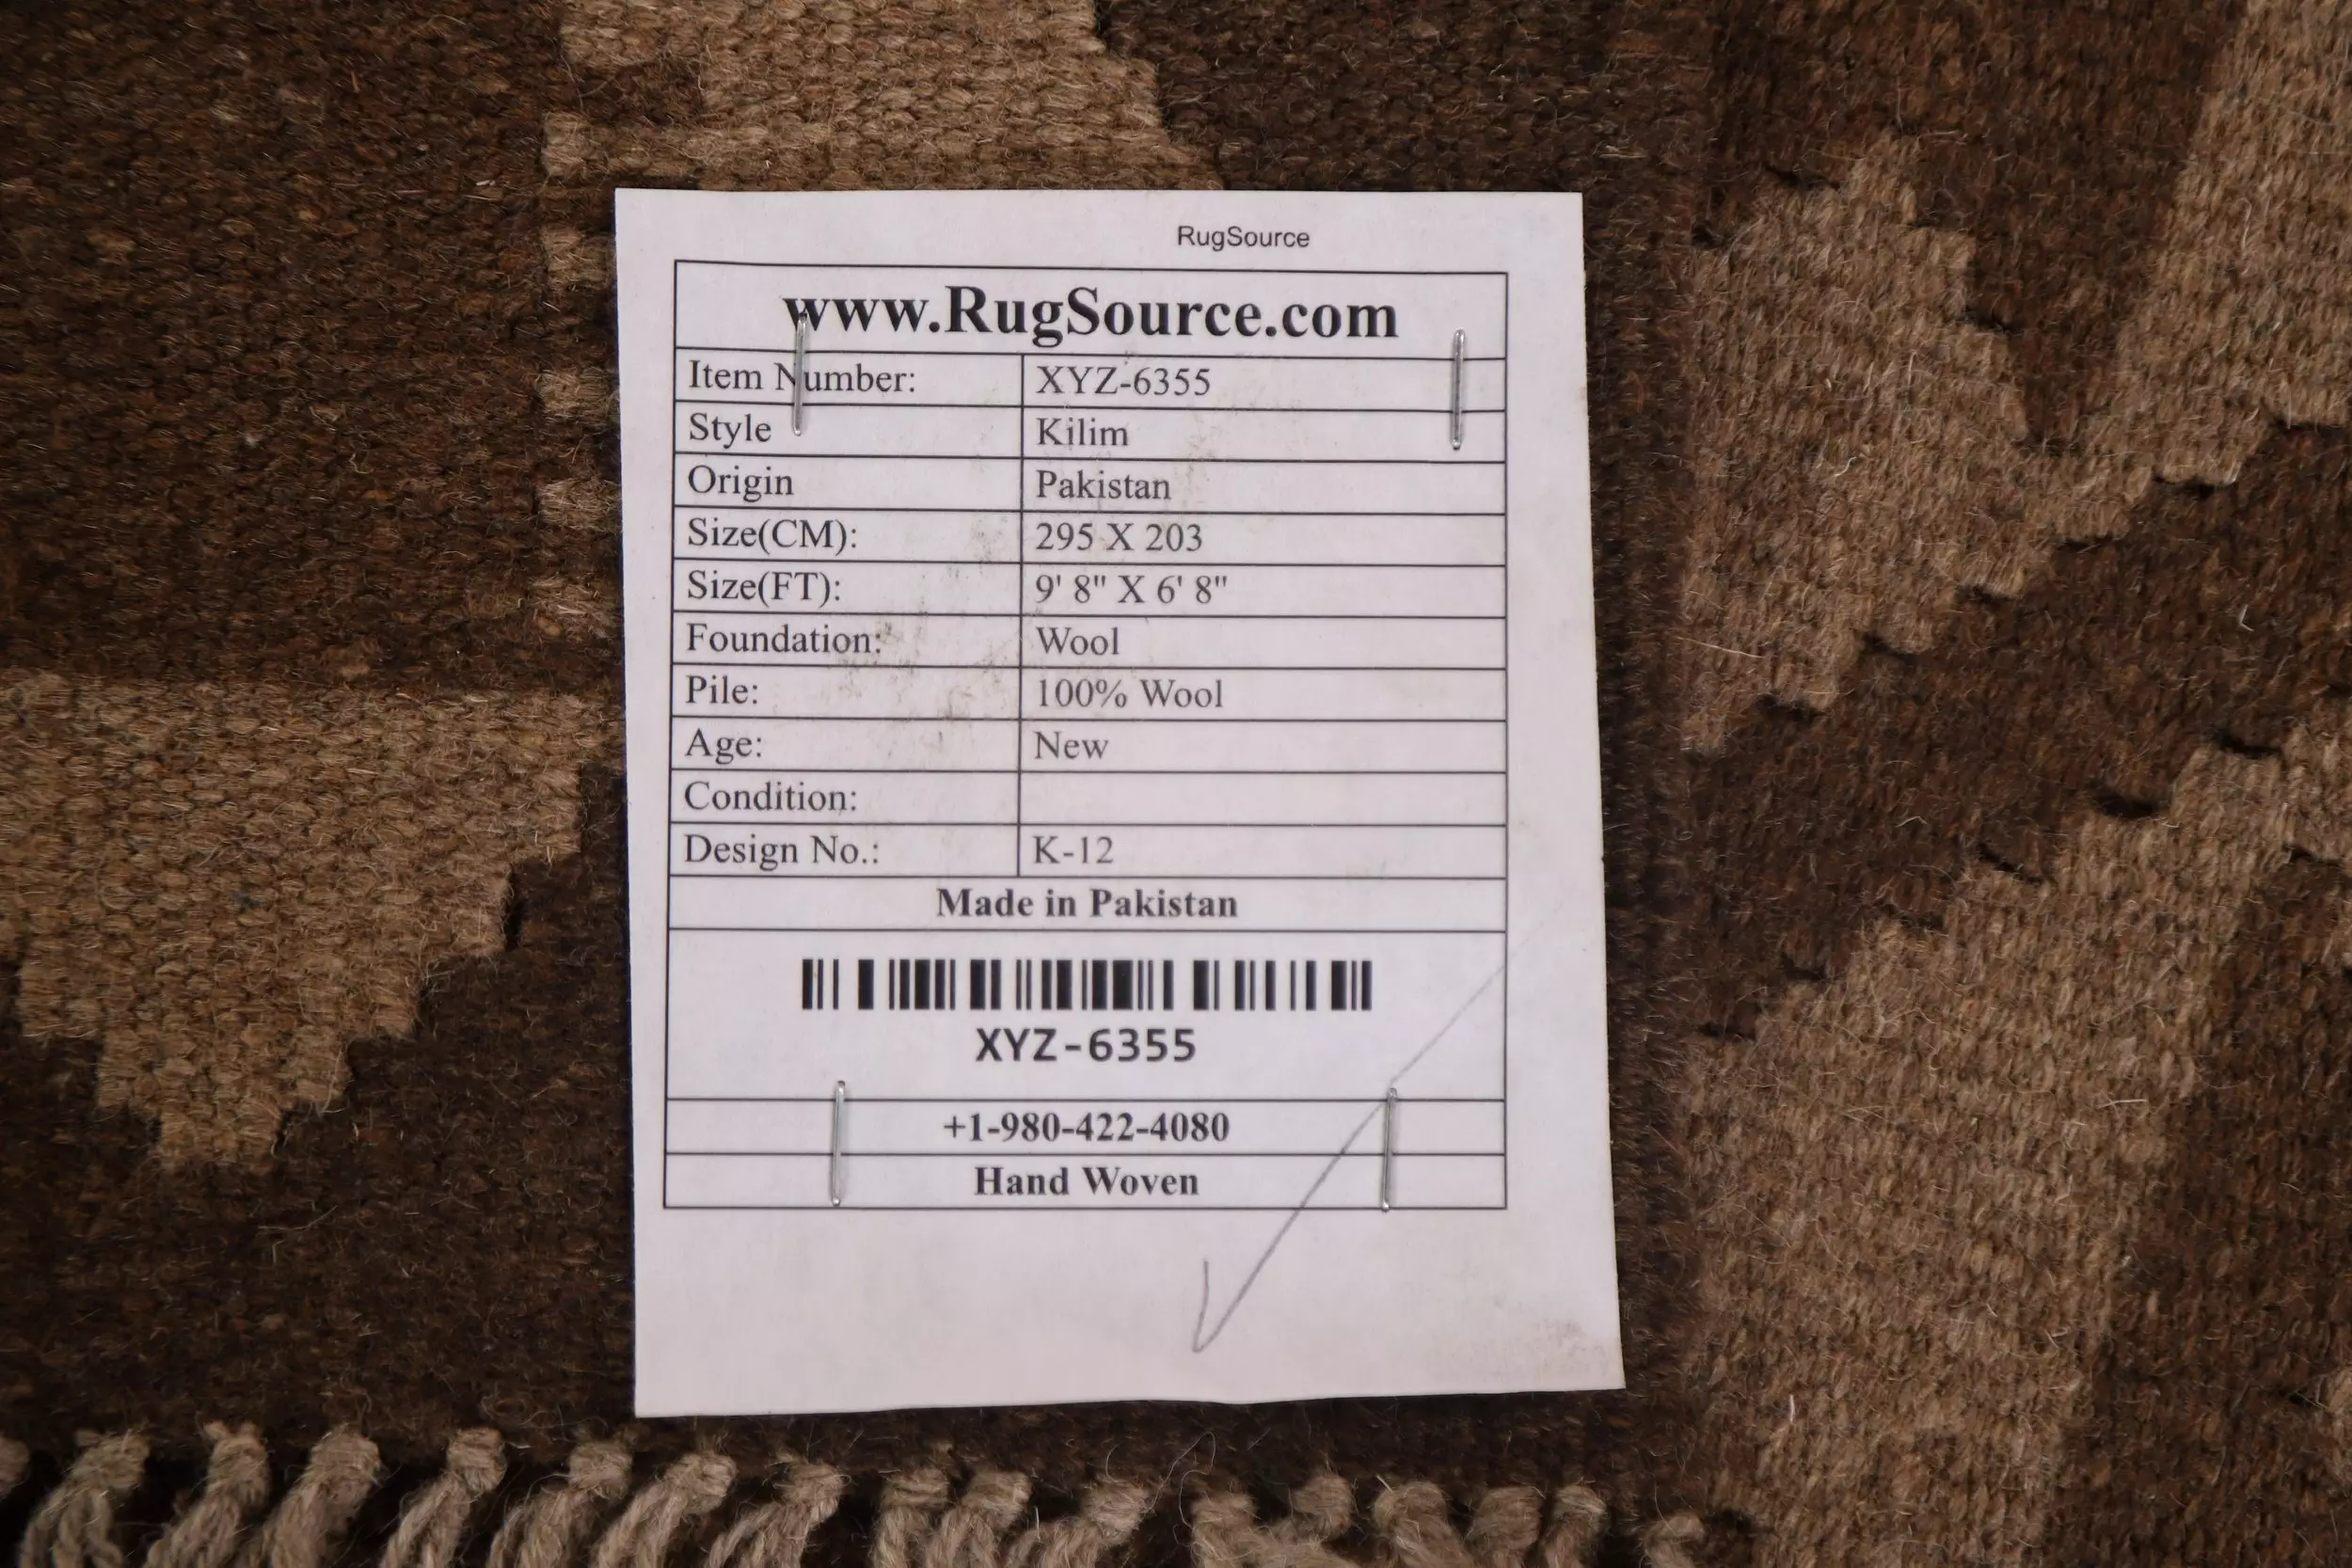 RugSource
www.RugSource.com
Item Number: XYZ-6355
Style Kilim
Origin Pakistan
Size(CM): 295 X 203
Size(FT): 9' 8" X 6' 8"
Foundation: Wool
Pile: 100% Wool
Age: New
Condition:
Design No.: K-12
Made in Pakistan
XYZ-6355
+1-980-422-4080
Hand Woven